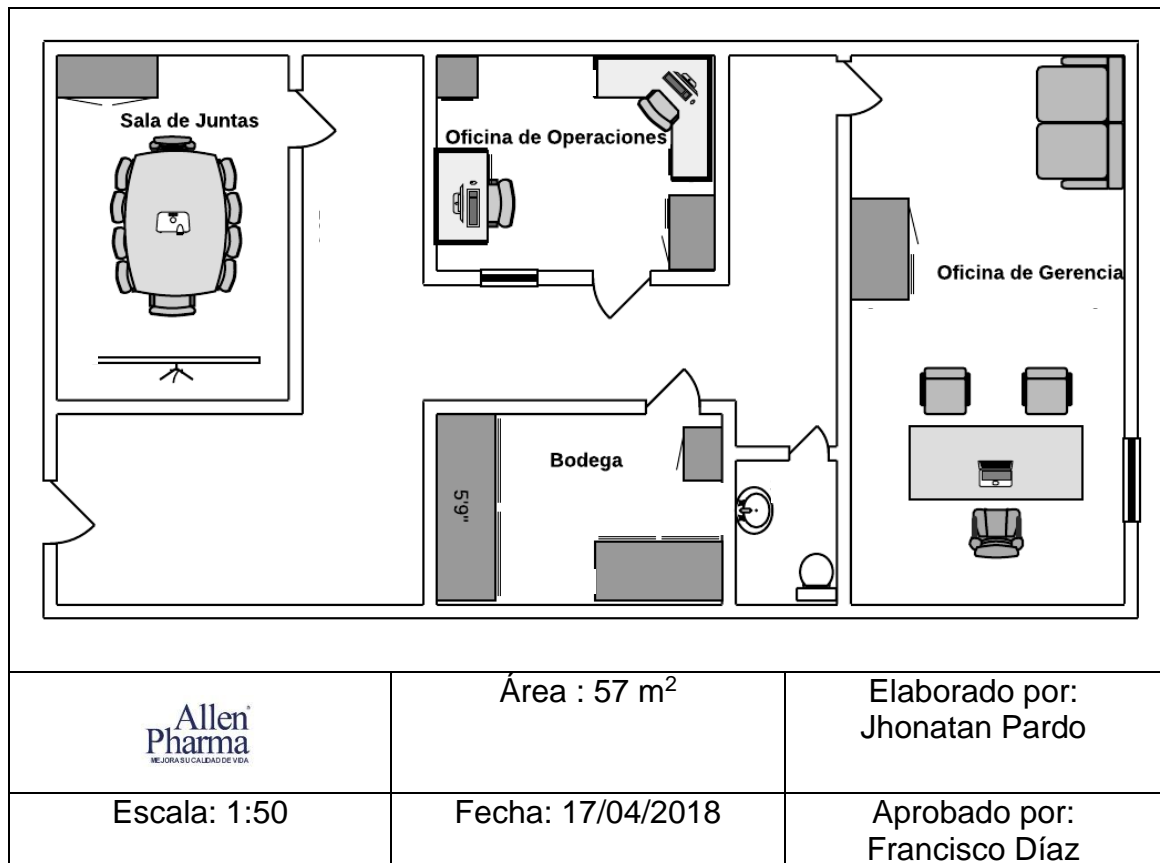 Sala de Juntas
Oficina de Operaciones
Oficina de Gerencia
Bodega
5'9"
Allen
Pharma
MEJORA SU CALIDAD DE VIDA
Área : 57 m²
Elaborado por:
Jhonatan Pardo
Escala: 1:50
Fecha: 17/04/2018
Aprobado por:
Francisco Díaz